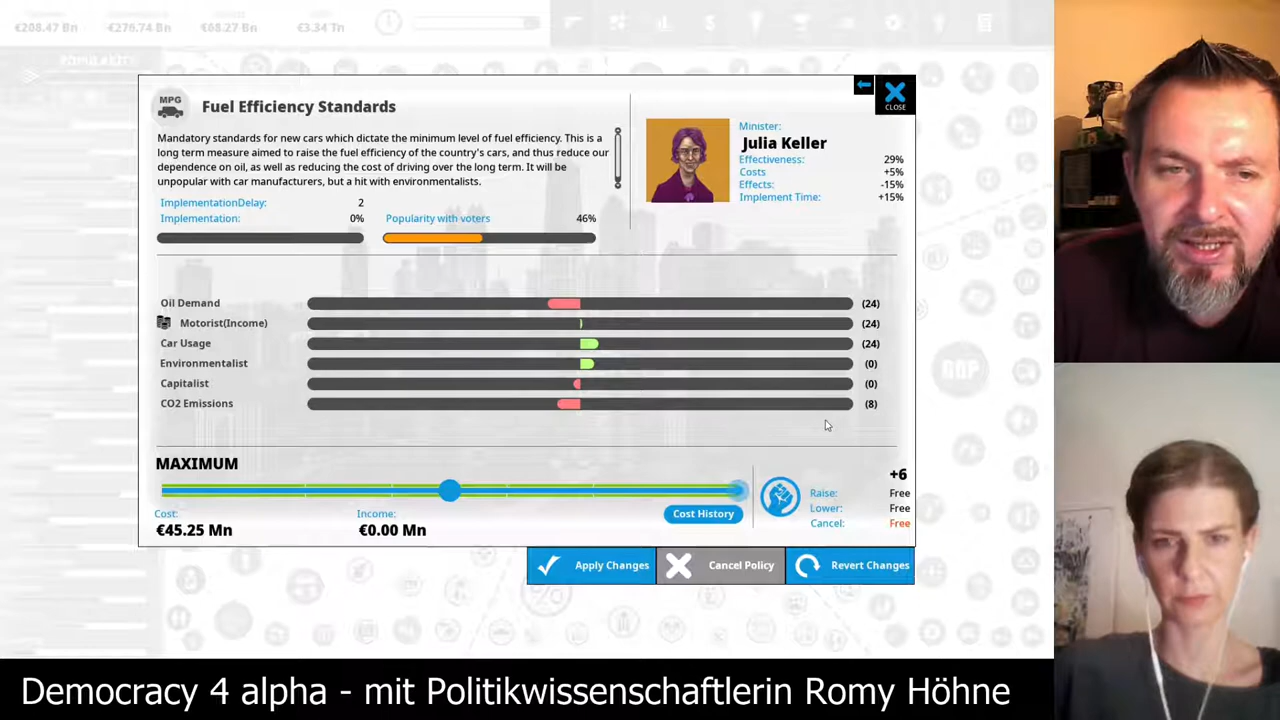 €208.47 Bn €276.74 Bn €68.27 Bn €3.34 Tn
POPULARITY
MPG
Fuel Efficiency Standards
Mandatory standards for new cars which dictate the minimum level of fuel efficiency. This is a
long term measure aimed to raise the fuel efficiency of the country's cars, and thus reduce our
dependence on oil, as well as reducing the cost of driving over the long term. It will be
unpopular with car manufacturers, but a hit with environmentalists.
ImplementationDelay: 2
Implementation: 0%
Popularity with voters 46%
Minister:
Julia Keller
Effectiveness: 29%
Costs +5%
Effects: -15%
Implement Time: +15%
CLOSE
Oil Demand (24)
Motorist(Income) (24)
Car Usage (24)
Environmentalist (0)
Capitalist (0)
CO2 Emissions (8)
GDP
MAXIMUM
Cost:
€45.25 Mn
Income:
€0.00 Mn
Cost History
+6
Raise: Free
Lower: Free
Cancel: Free
Apply Changes
Cancel Policy
Revert Changes
Democracy 4 alpha - mit Politikwissenschaftlerin Romy Höhne